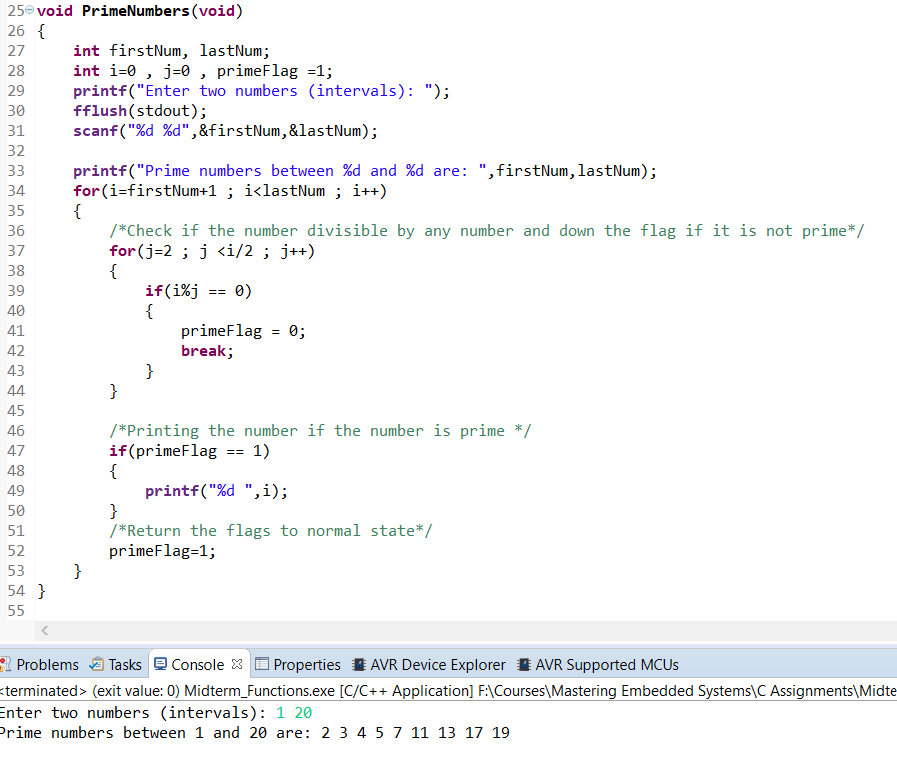 25 void PrimeNumbers(void)
26 {
27     int firstNum, lastNum;
28     int i=0 , j=0 , primeFlag =1;
29     printf("Enter two numbers (intervals): ");
30     fflush(stdout);
31     scanf("%d %d",&firstNum,&lastNum);
32
33     printf("Prime numbers between %d and %d are: ",firstNum,lastNum);
34     for(i=firstNum+1 ; i<lastNum ; i++)
35     {
36         /*Check if the number divisible by any number and down the flag if it is not prime*/
37         for(j=2 ; j <i/2 ; j++)
38         {
39             if(i%j == 0)
40             {
41                 primeFlag = 0;
42                 break;
43             }
44         }
45
46         /*Printing the number if the number is prime */
47         if(primeFlag == 1)
48         {
49             printf("%d ",i);
50         }
51         /*Return the flags to normal state*/
52         primeFlag=1;
53     }
54 }
55
Problems Tasks Console Properties AVR Device Explorer AVR Supported MCUs
<terminated> (exit value: 0) Midterm_Functions.exe [C/C++ Application] F:\Courses\Mastering Embedded Systems\C Assignments\Midte
Enter two numbers (intervals): 1 20
Prime numbers between 1 and 20 are: 2 3 4 5 7 11 13 17 19